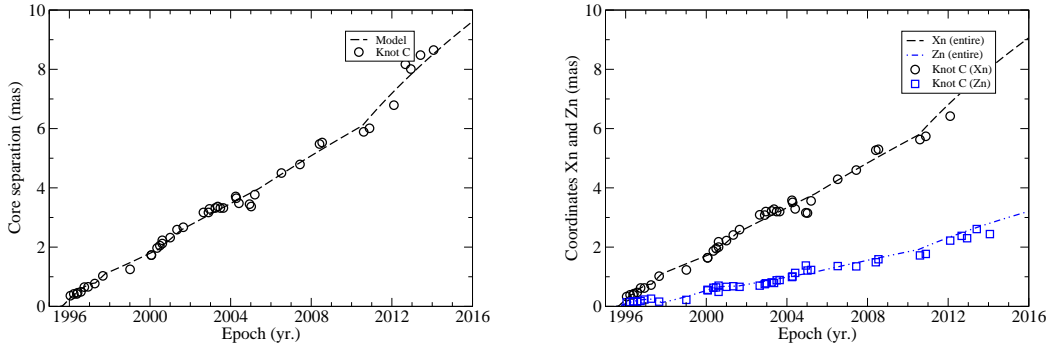 10
8
6
4
2
0
Core separation (mas)
Model
Knot C
1996
2000
2004
2008
2012
2016
Epoch (yr.)
10
8
6
4
2
0
Coordinates Xn and Zn (mas)
Xn (entire)
Zn (entire)
Knot C (Xn)
Knot C (Zn)
1996
2000
2004
2008
2012
2016
Epoch (yr.)